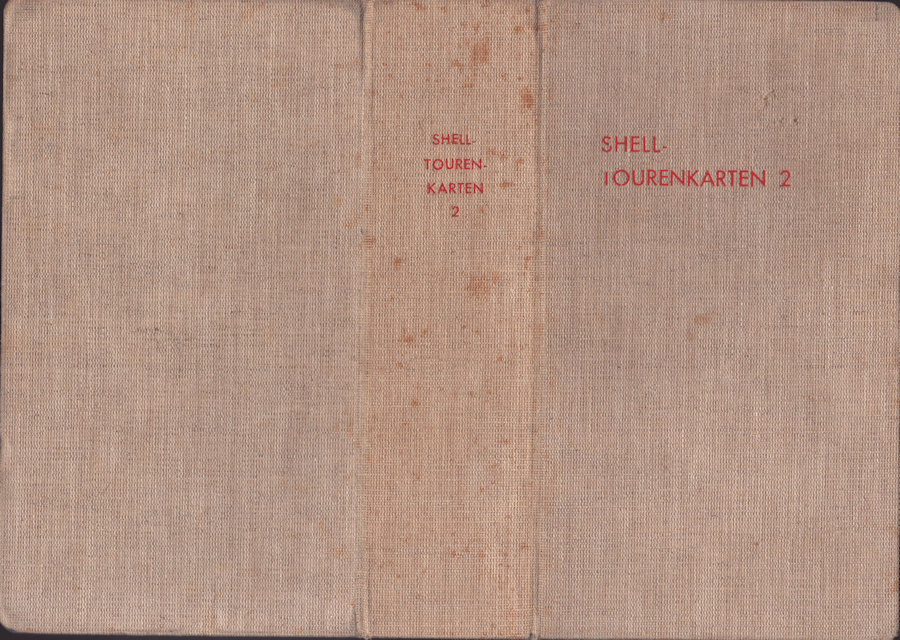 SHELL-
TOUREN-
KARTEN
2
SHELL-
TOURENKARTEN 2